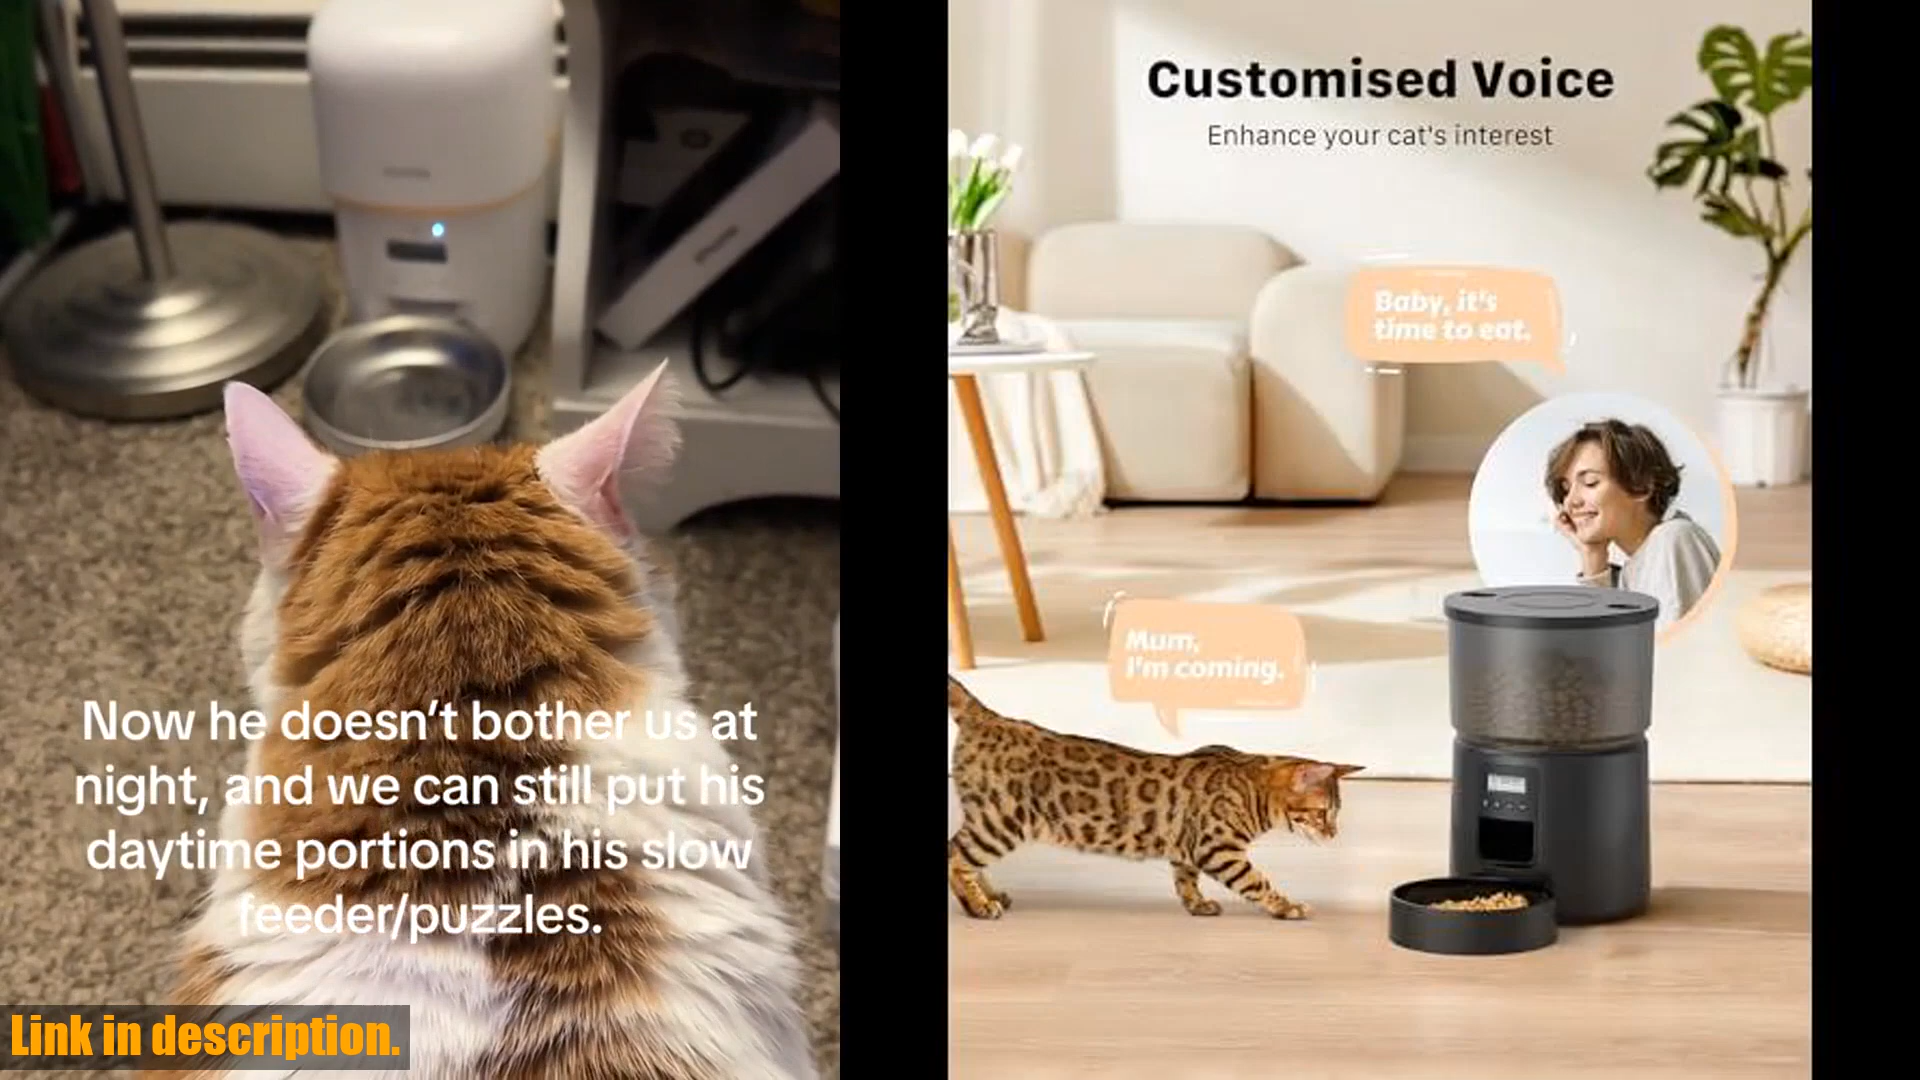 Now he doesn’t bother us at
night, and we can still put his
daytime portions in his slow
feeder/puzzles.
Link in description.
Customised Voice
Enhance your cat's interest
Baby, it's
time to eat.
Mum,
I'm coming.